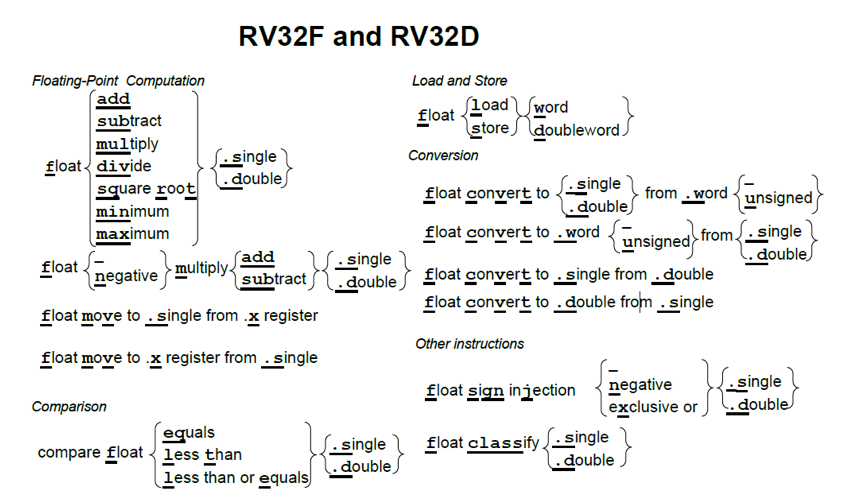 RV32F and RV32D
Floating-Point Computation
float
add
subtract
multiply
divide
square root
minimum
maximum
.single
.double
float
–
negative
multiply
add
subtract
.single
.double
float move to .single from .x register
float move to .x register from .single
Comparison
compare float
equals
less than
less than or equals
.single
.double
Load and Store
float
load
store
word
doubleword
Conversion
float convert to
.single
.double
from .word
–
unsigned
float convert to .word
–
unsigned
from
.single
.double
float convert to .single from .double
float convert to .double from .single
Other instructions
float sign injection
–
negative
exclusive or
.single
.double
float classify
.single
.double